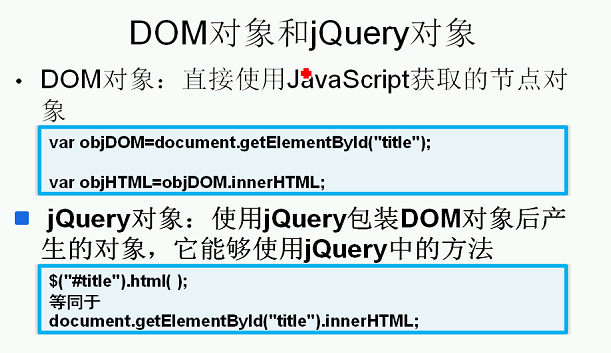 DOM对象和jQuery对象
• DOM对象：直接使用JavaScript获取的节点对
象
var objDOM=document.getElementById("title");
var objHTML=objDOM.innerHTML;
jQuery对象：使用jQuery包装DOM对象后产
生的对象，它能够使用jQuery中的方法
$("#title").html( );
等同于
document.getElementById("title").innerHTML;